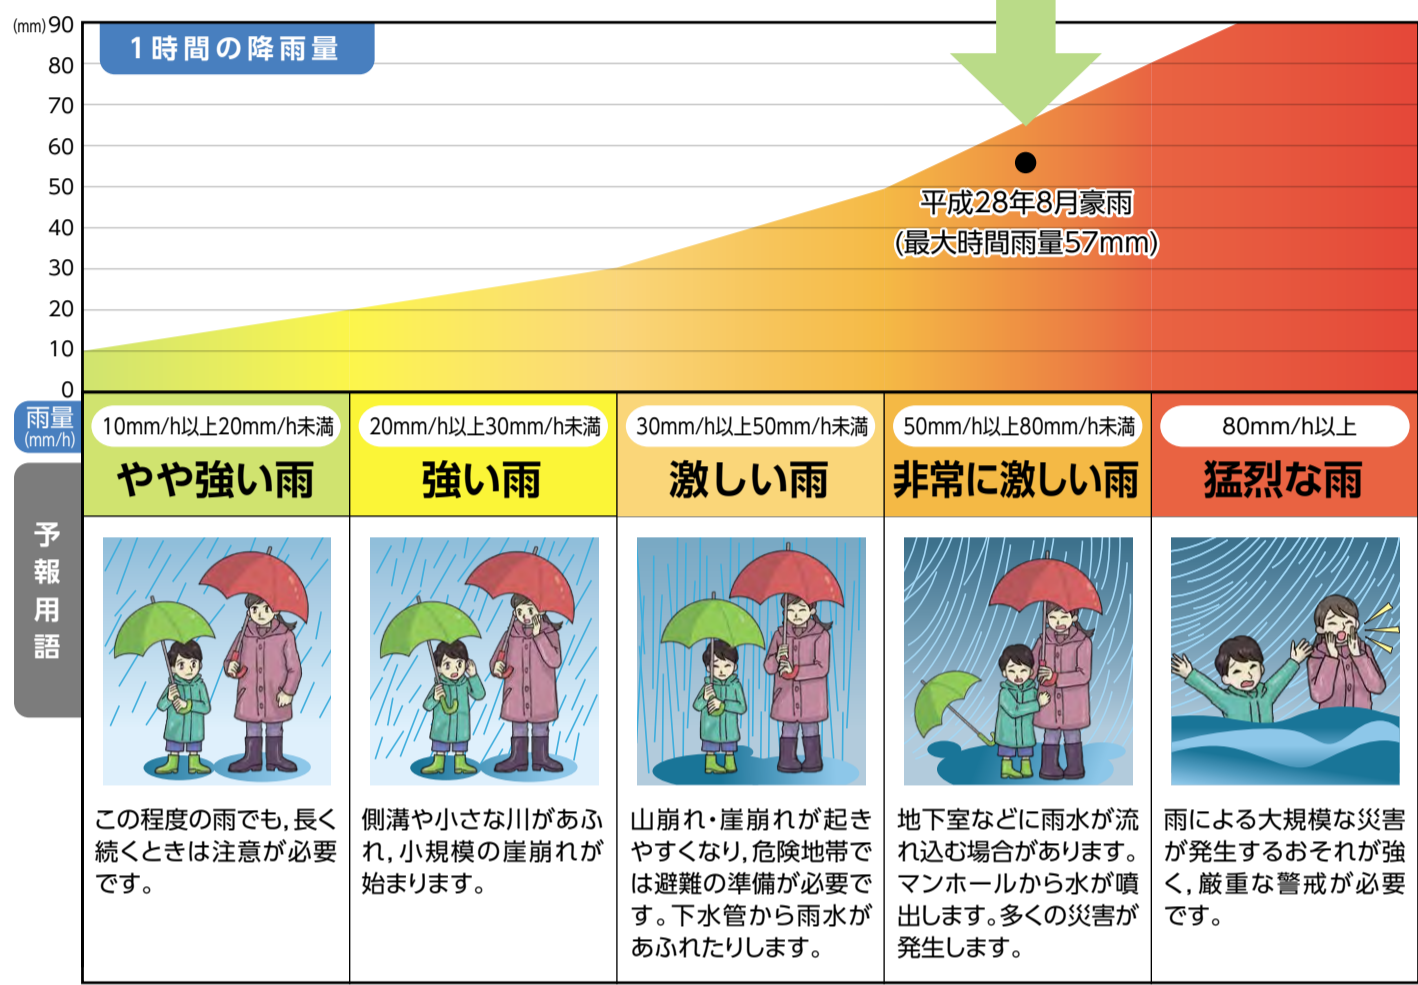 (mm) 90
1時間の降雨量
80
70
60
50
40
30
20
10
0
平成28年8月豪雨
(最大時間雨量57mm)
雨量
(mm/h)
10mm/h以上20mm/h未満
20mm/h以上30mm/h未満
30mm/h以上50mm/h未満
50mm/h以上80mm/h未満
80mm/h以上
やや強い雨
強い雨
激しい雨
非常に激しい雨
猛烈な雨
予報用語
この程度の雨でも,長く
続くときは注意が必要
です。
側溝や小さな川があふ
れ,小規模の崖崩れが
始まります。
山崩れ・崖崩れが起き
やすくなり,危険地帯で
は避難の準備が必要で
す。下水管から雨水が
あふれたりします。
地下室などに雨水が流
れ込む場合があります。
マンホールから水が噴
出します。多くの災害が
発生します。
雨による大規模な災害
が発生するおそれが強
く,厳重な警戒が必要
です。